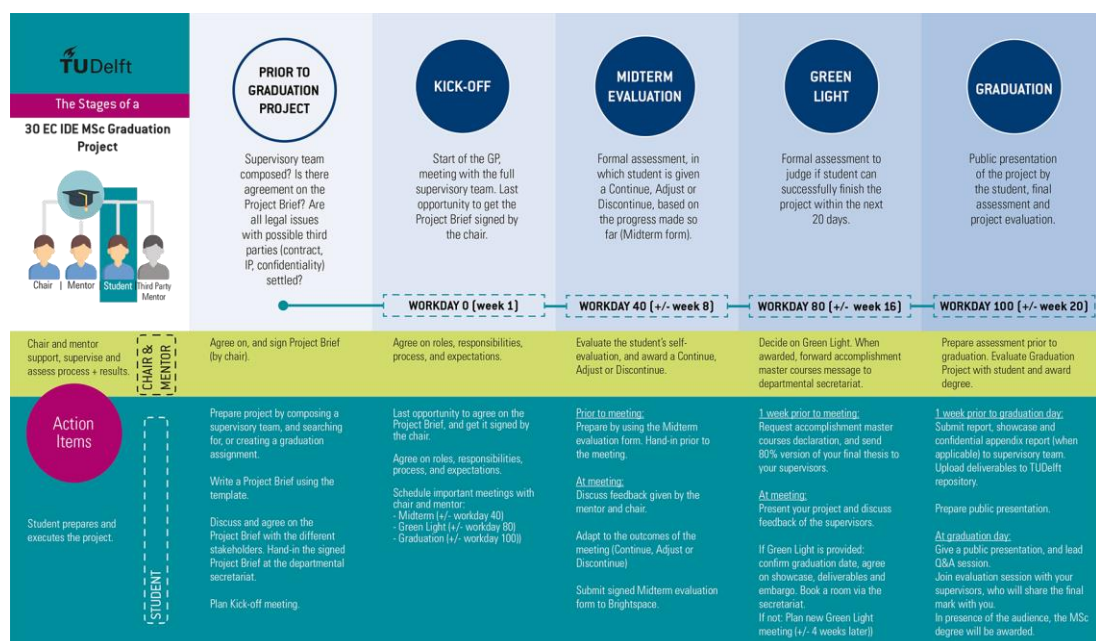 TUDelft
The Stages of a
30 EC IDE MSc Graduation
Project
Chair | Mentor | Student | Third Party
Mentor
PRIOR TO
GRADUATION
PROJECT
Supervisory team
composed? Is there
agreement on the
Project Brief? Are
all legal issues
with possible third
parties (contract,
IP, confidentiality)
settled?
KICK-OFF
Start of the GP,
meeting with the full
supervisory team. Last
opportunity to get the
Project Brief signed by
the chair.
WORKDAY 0 (week 1)
MIDTERM
EVALUATION
Formal assessment, in
which student is given
a Continue, Adjust or
Discontinue, based on
the progress made so
far (Midterm form).
WORKDAY 40 (+/- week 8)
GREEN
LIGHT
Formal assessment to
judge if student can
successfully finish the
project within the next
20 days.
WORKDAY 80 (+/- week 16)
GRADUATION
Public presentation
of the project by
the student, final
assessment and
project evaluation.
WORKDAY 100 (+/- week 20)
Chair and mentor
support, supervise and
assess process + results.
CHAIR &
MENTOR
Agree on, and sign Project Brief
(by chair).
Agree on roles, responsibilities,
process, and expectations.
Evaluate the student's self-
evaluation, and award a Continue,
Adjust or Discontinue.
Decide on Green Light. When
awarded, forward accomplishment
master courses message to
departmental secretariat.
Prepare assessment prior to
graduation. Evaluate Graduation
Project with student and award
degree.
Action
Items
Student prepares and
executes the project.
STUDENT
Prepare project by composing a
supervisory team, and searching
for, or creating a graduation
assignment.
Write a Project Brief using the
template.
Discuss and agree on the
Project Brief with the different
stakeholders. Hand-in the signed
Project Brief at the departmental
secretariat.
Plan Kick-off meeting.
Last opportunity to agree on the
Project Brief, and get it signed by
the chair.
Agree on roles, responsibilities,
process, and expectations.
Schedule important meetings with
chair and mentor:
- Midterm (+/- workday 40)
- Green Light (+/- workday 80)
- Graduation (+/- workday 100))
Prior to meeting:
Prepare by using the Midterm
evaluation form. Hand-in prior to
the meeting.
At meeting:
Discuss feedback given by the
mentor and chair.
Adapt to the outcomes of the
meeting (Continue, Adjust or
Discontinue)
Submit signed Midterm evaluation
form to Brightspace.
1 week prior to meeting:
Request accomplishment master
courses declaration, and send
80% version of your final thesis to
your supervisors.
At meeting:
Present your project and discuss
feedback of the supervisors.
If Green Light is provided:
confirm graduation date, agree
on showcase, deliverables and
embargo. Book a room via the
secretariat.
If not: Plan new Green Light
meeting (+/- 4 weeks later))
1 week prior to graduation day:
Submit report, showcase and
confidential appendix report (when
applicable) to supervisory team.
Upload deliverables to TUDelft
repository.
Prepare public presentation.
At graduation day:
Give a public presentation, and lead
Q&A session.
Join evaluation session with your
supervisors, who will share the final
mark with you.
In presence of the audience, the MSc
degree will be awarded.